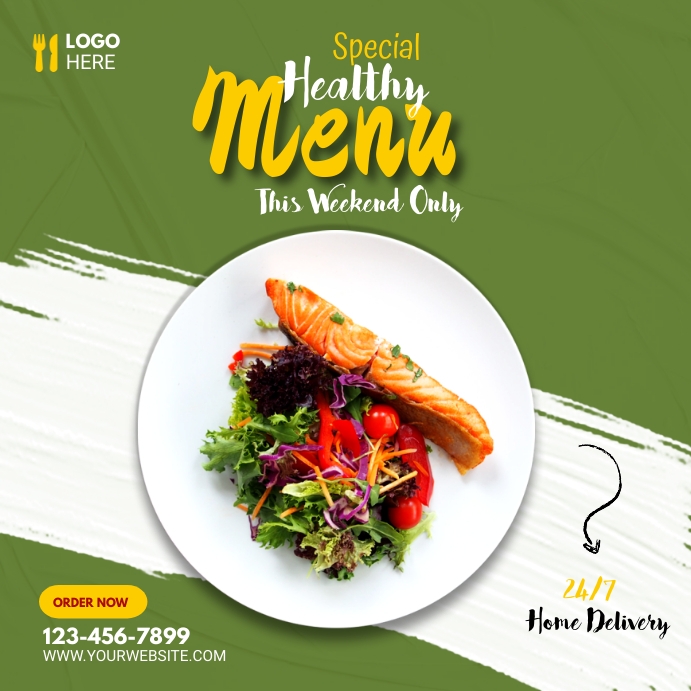 LOGO
HERE
Special
Healthy
Menu
This Weekend Only
24/7
Home Delivery
ORDER NOW
123-456-7899
WWW.YOURWEBSITE.COM